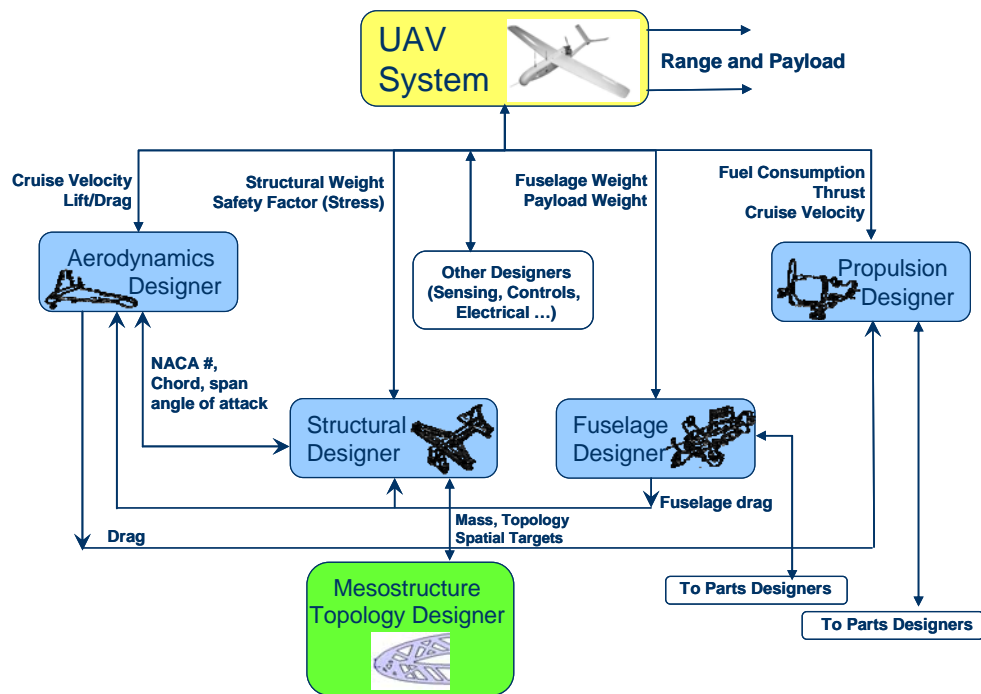 UAV
System
Range and Payload
Cruise Velocity
Lift/Drag
Structural Weight
Safety Factor (Stress)
Fuselage Weight
Payload Weight
Fuel Consumption
Thrust
Cruise Velocity
Aerodynamics
Designer
Other Designers
(Sensing, Controls,
Electrical ...)
Propulsion
Designer
NACA #,
Chord, span
angle of attack
Structural
Designer
Fuselage
Designer
Fuselage drag
Mass, Topology
Spatial Targets
Drag
Mesostructure
Topology Designer
To Parts Designers
To Parts Designers